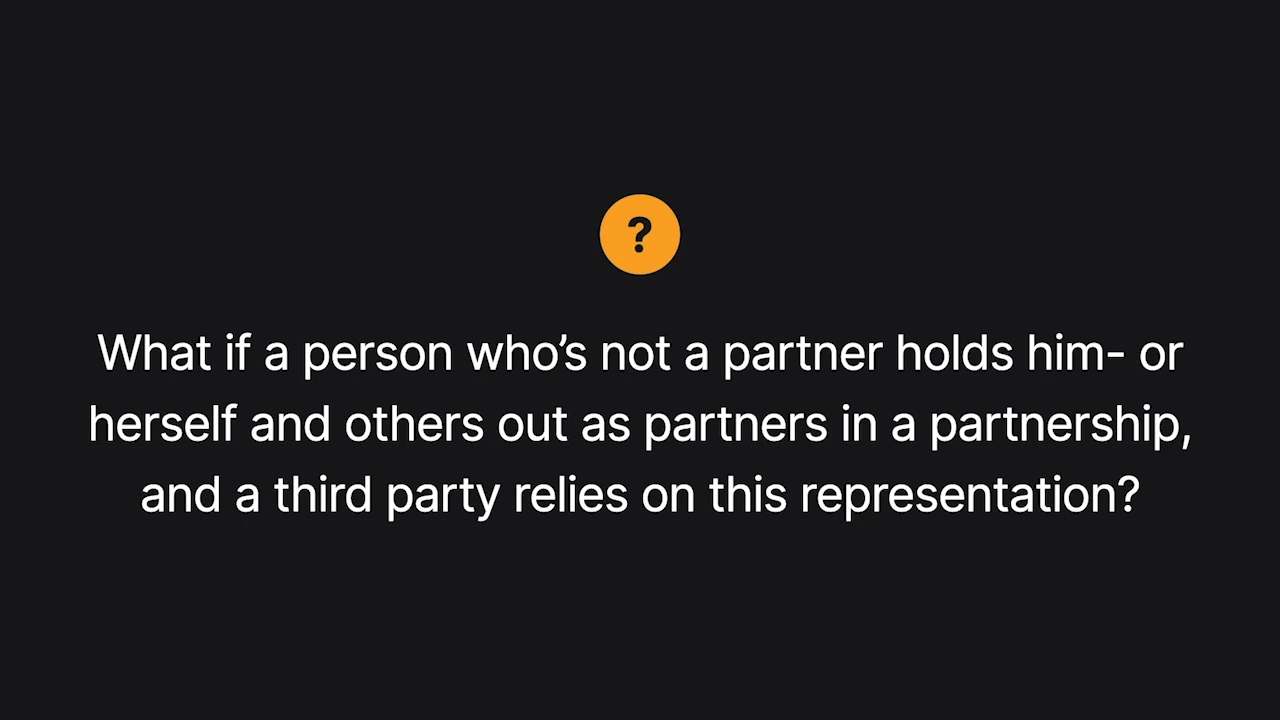 ?
What if a person who’s not a partner holds him- or
herself and others out as partners in a partnership,
and a third party relies on this representation?